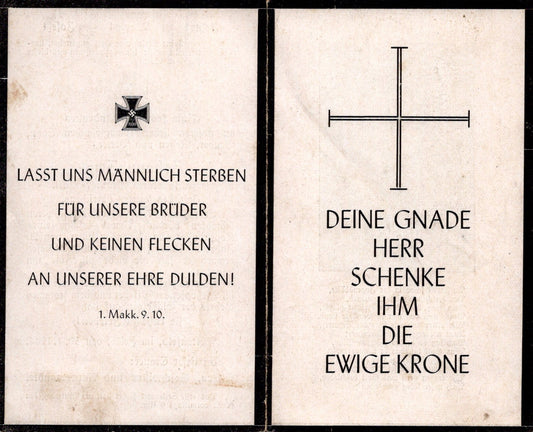 LASST UNS MÄNNLICH STERBEN
FÜR UNSERE BRÜDER
UND KEINEN FLECKEN
AN UNSERER EHRE DULDEN!
1. Makk. 9. 10.
DEINE GNADE
HERR
SCHENKE
IHM
DIE
EWIGE KRONE